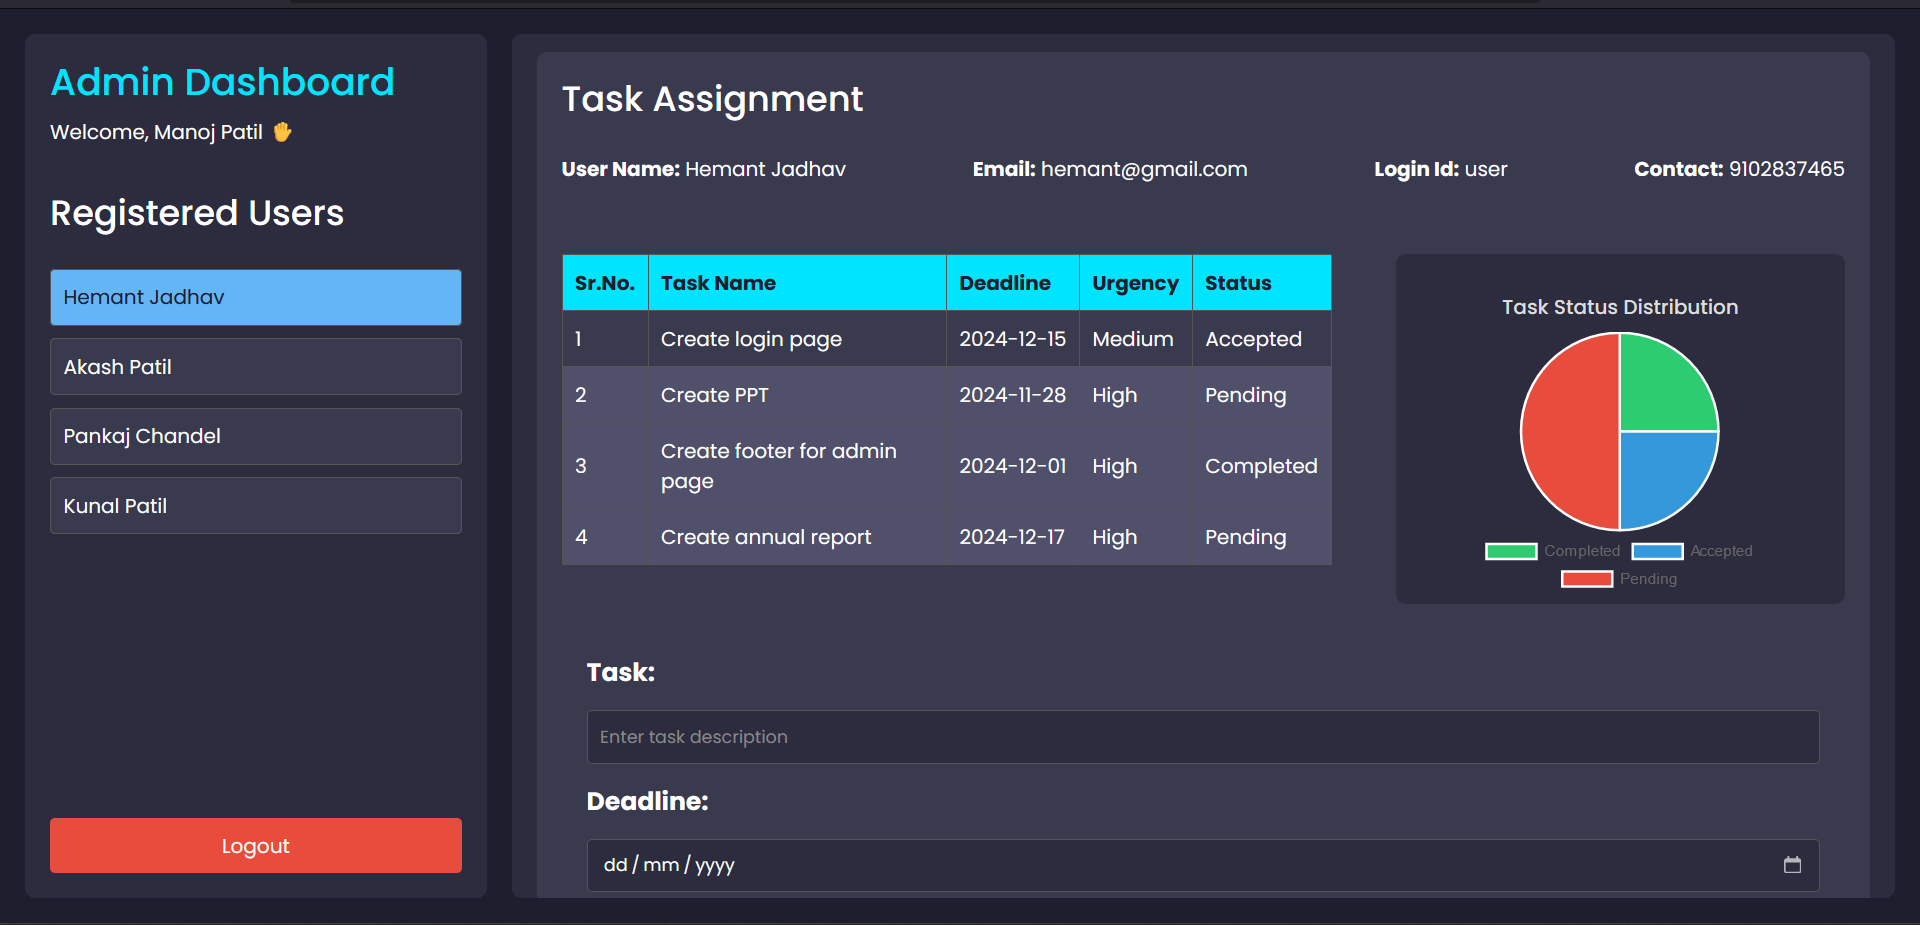 Admin Dashboard
Welcome, Manoj Patil 🤚
Registered Users
Hemant Jadhav
Akash Patil
Pankaj Chandel
Kunal Patil
Logout
Task Assignment
User Name: Hemant Jadhav Email: hemant@gmail.com Login Id: user Contact: 9102837465
Sr.No. Task Name Deadline Urgency Status
1 Create login page 2024-12-15 Medium Accepted
2 Create PPT 2024-11-28 High Pending
3 Create footer for admin page 2024-12-01 High Completed
4 Create annual report 2024-12-17 High Pending
Task Status Distribution
Completed Accepted
Pending
Task:
Enter task description
Deadline:
dd/mm/yyyy